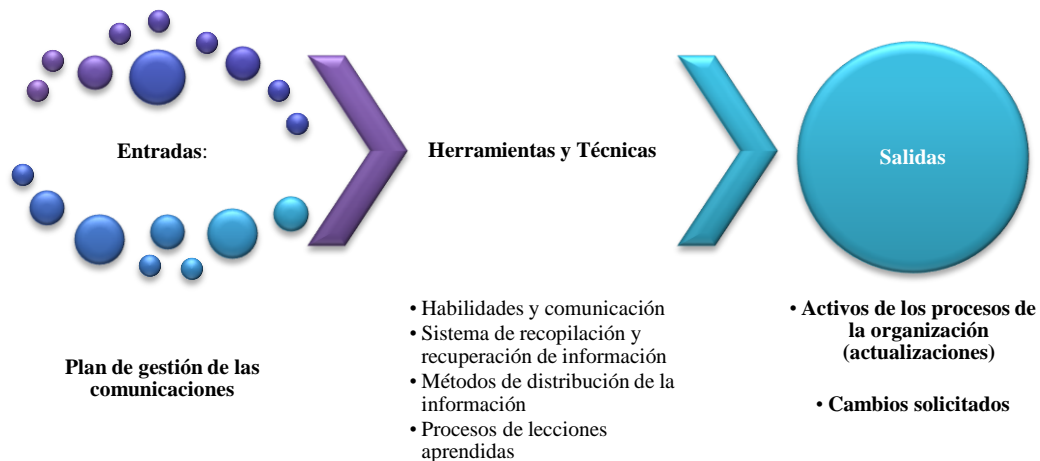 Entradas:
Plan de gestión de las
comunicaciones
Herramientas y Técnicas
• Habilidades y comunicación
• Sistema de recopilación y
recuperación de información
• Métodos de distribución de la
información
• Procesos de lecciones
aprendidas
Salidas
• Activos de los procesos de
la organización
(actualizaciones)
• Cambios solicitados